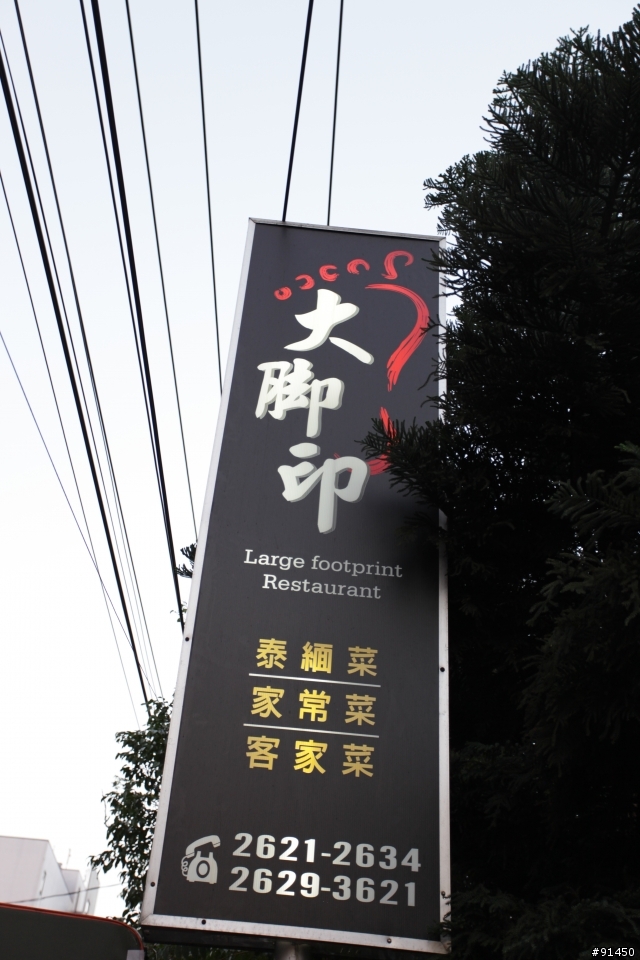 大
脚
印
Large footprint
Restaurant
泰緬菜
家常菜
客家菜
2621-2634
2629-3621
#91450